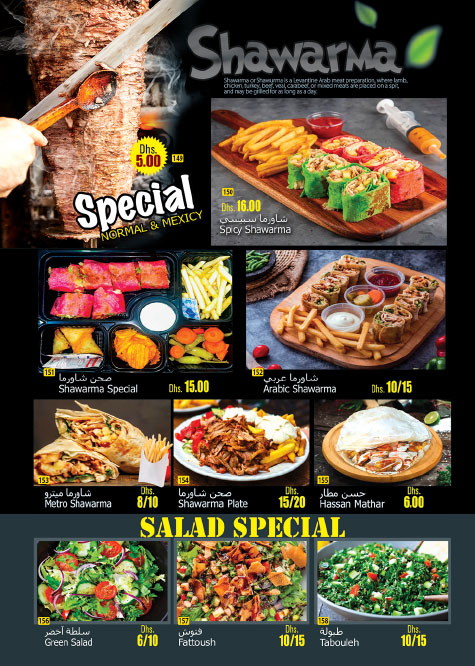 Shawarma
Shawarma or Shawurma is a Levantine Arab meat preparation, where lamb,
chicken, turkey, beef, veal, carabeef, or mixed meats are placed on a spit,
and may be grilled for as long as a day.
Dhs.
5.00
149
Special
NORMAL & MEXICY
150
Dhs. 16.00
شاورما سبيسي
Spicy Shawarma
151
صحن شاورما
Shawarma Special
Dhs. 15.00
152
شاورما عربي
Arabic Shawarma
Dhs. 10/15
153
شاورما ميترو
Metro Shawarma
Dhs.
8/10
154
صحن شاورما
Shawarma Plate
Dhs.
15/20
155
حسن مطار
Hassan Mathar
Dhs.
6.00
SALAD SPECIAL
156
سلطة أخضر
Green Salad
Dhs.
6/10
157
فتوش
Fattoush
Dhs.
10/15
158
طبولة
Tabouleh
Dhs.
10/15